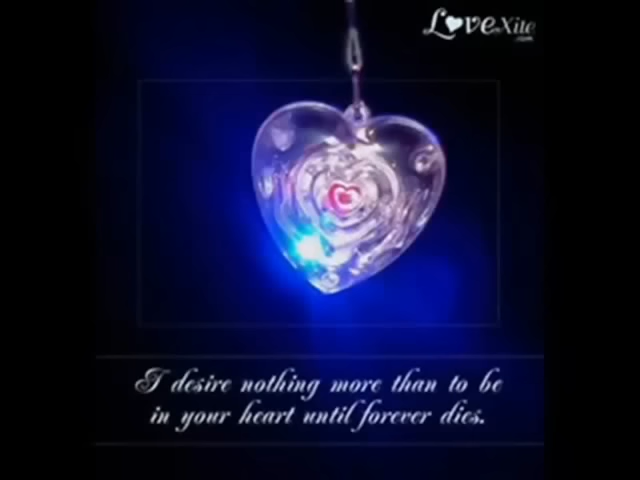 LoveXite
.com
I desire nothing more than to be
in your heart until forever dies.